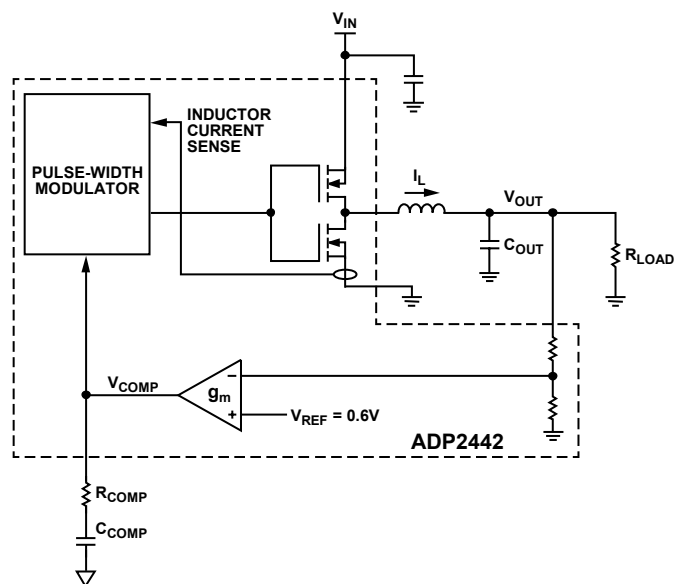 VIN
PULSE-WIDTH
MODULATOR
INDUCTOR
CURRENT
SENSE
IL
VOUT
COUT
RLOAD
VCOMP
gm
−
+
VREF = 0.6V
ADP2442
RCOMP
CCOMP